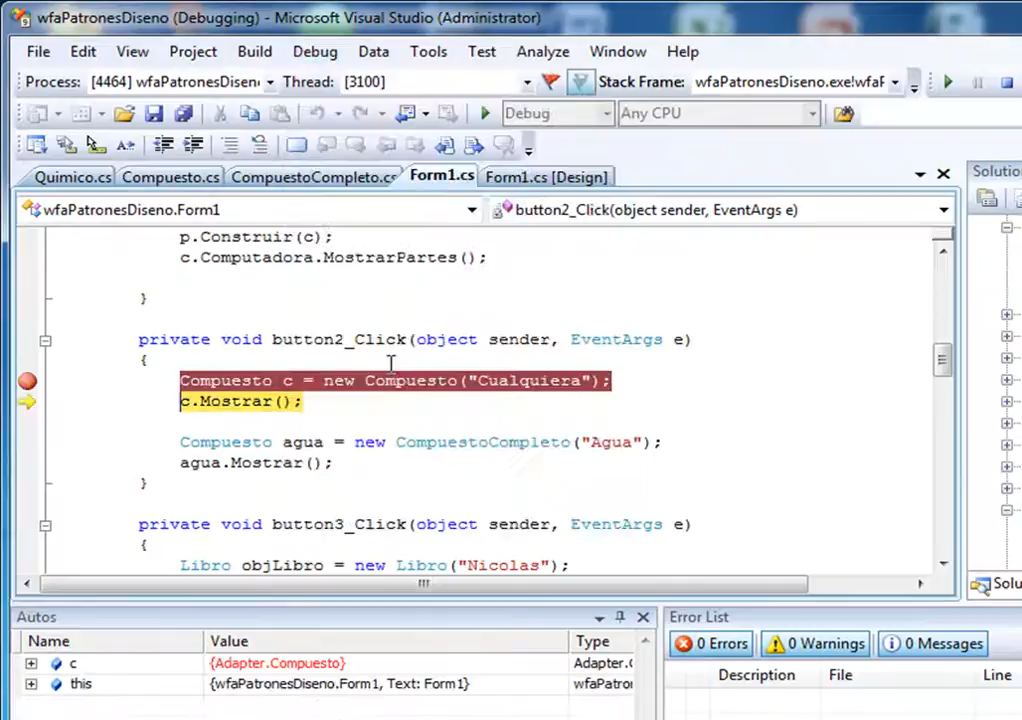 wfaPatronesDiseno (Debugging) - Microsoft Visual Studio (Administrator)
File Edit View Project Build Debug Data Tools Test Analyze Window Help
Process: [4464] wfaPatronesDisen Thread: [3100] Stack Frame: wfaPatronesDiseno.exe!wfaF
Debug Any CPU
Quimico.cs Compuesto.cs CompuestoCompleto.cs Form1.cs Form1.cs [Design] Solution
wfaPatronesDiseno.Form1 button2_Click(object sender, EventArgs e)
p.Construir(c);
c.Computadora.MostrarPartes();
}
private void button2_Click(object sender, EventArgs e)
{
Compuesto c = new Compuesto("Cualquiera");
c.Mostrar();
Compuesto agua = new CompuestoCompleto("Agua");
agua.Mostrar();
}
private void button3_Click(object sender, EventArgs e)
{
Libro objLibro = new Libro("Nicolas");
Solu
Autos Error List
Name Value Type 0 Errors 0 Warnings 0 Messages
c {Adapter.Compuesto} Adapter.C Description File Line
this {wfaPatronesDiseno.Form1, Text: Form1} wfaPatror